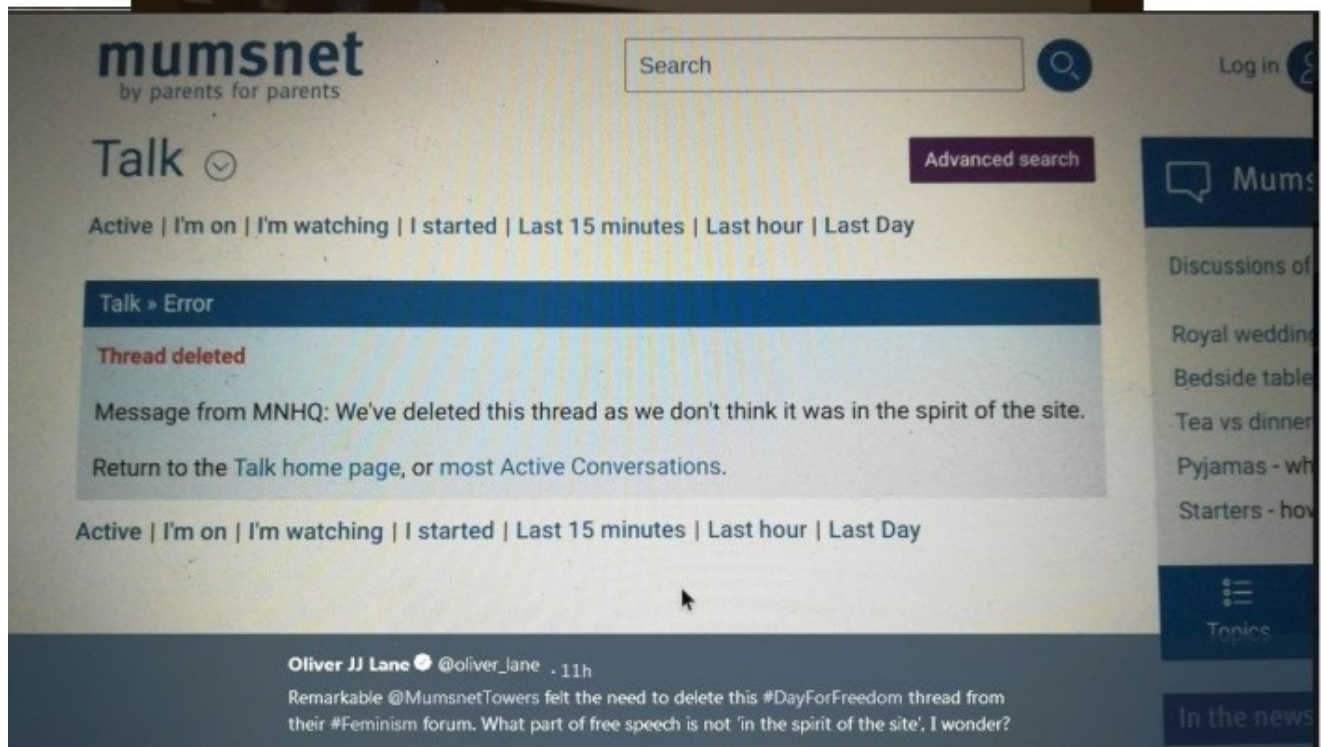 mumsnet
by parents for parents
Search
Log in
Talk
Advanced search
Mums
Active | I'm on | I'm watching | I started | Last 15 minutes | Last hour | Last Day
Discussions of
Talk » Error
Royal wedding
Thread deleted
Bedside table
Message from MNHQ: We've deleted this thread as we don't think it was in the spirit of the site.
Tea vs dinner
Return to the Talk home page, or most Active Conversations.
Pyjamas - wh
Starters - how
Active | I'm on | I'm watching | I started | Last 15 minutes | Last hour | Last Day
Topics
Oliver JJ Lane @oliver_lane . 11h
Remarkable @MumsnetTowers felt the need to delete this #DayForFreedom thread from
their #Feminism forum. What part of free speech is not 'in the spirit of the site'. I wonder?
In the news